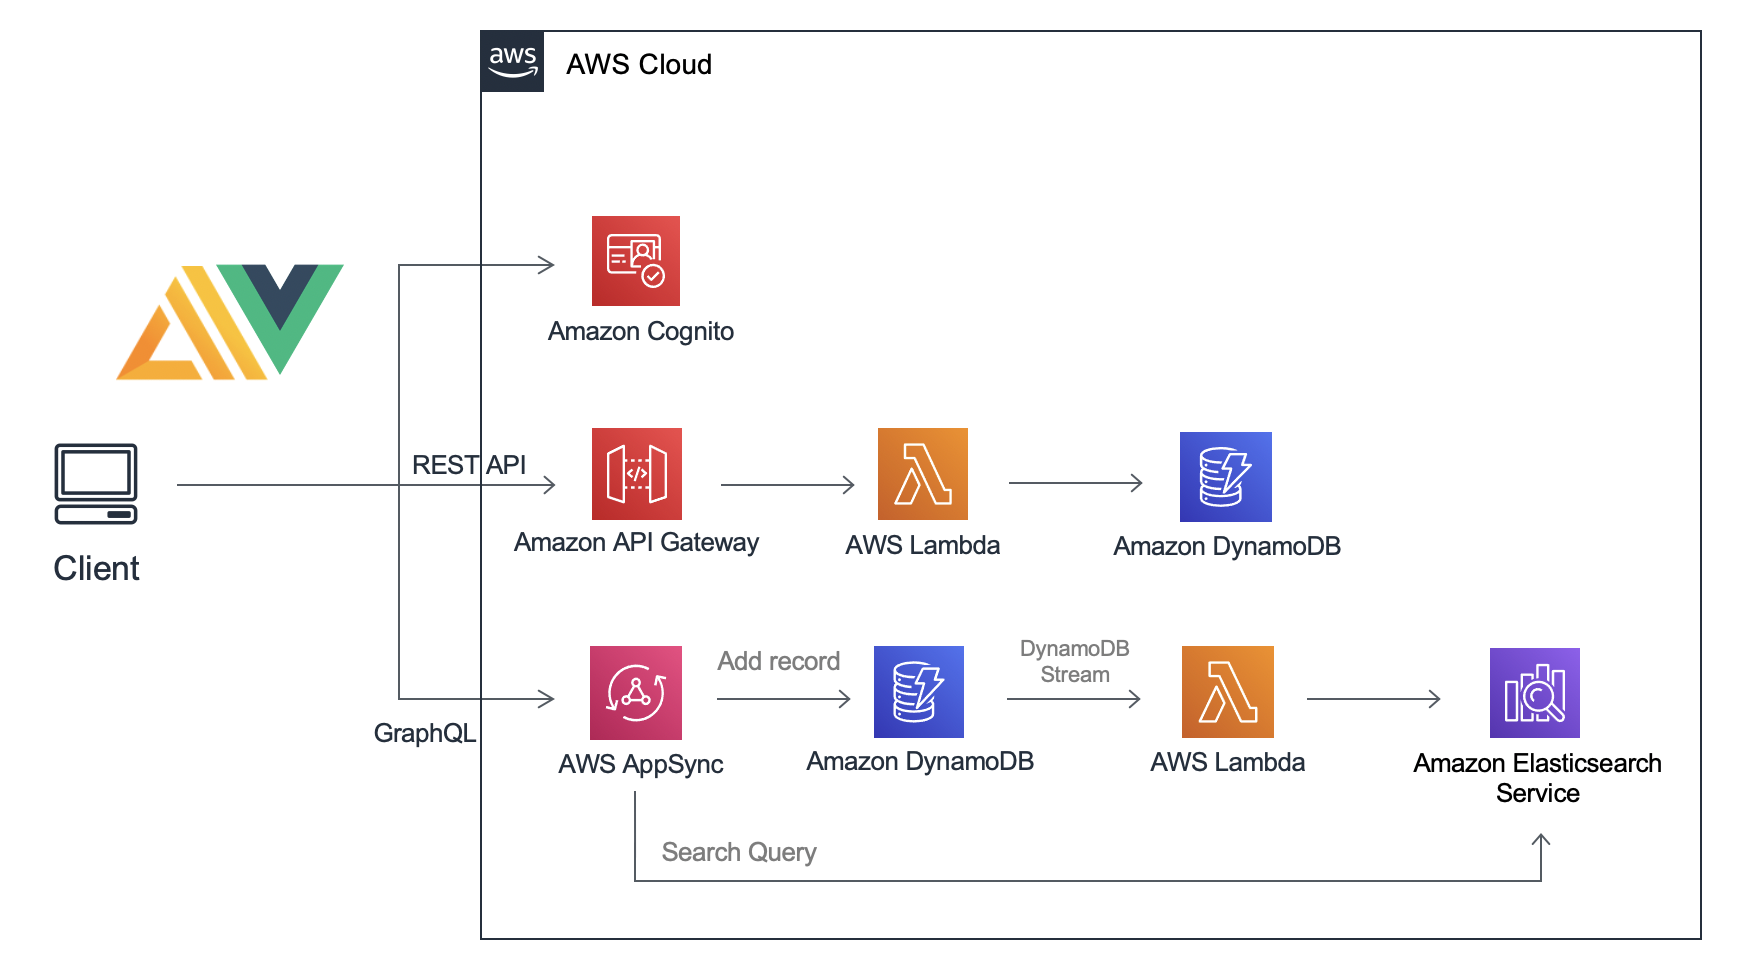 aws
AWS Cloud
Amazon Cognito
REST API
Amazon API Gateway
AWS Lambda
Amazon DynamoDB
Client
GraphQL
AWS AppSync
Add record
Amazon DynamoDB
DynamoDB
Stream
AWS Lambda
Amazon Elasticsearch
Service
Search Query